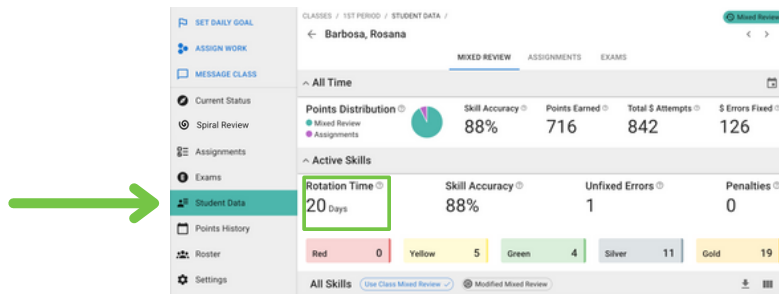 SET DAILY GOAL
ASSIGN WORK
MESSAGE CLASS
Current Status
Spiral Review
Assignments
Exams
Student Data
Points History
Roster
Settings
CLASSES / 1ST PERIOD / STUDENT DATA /
Mixed Review
Barbosa, Rosana
MIXED REVIEW ASSIGNMENTS EXAMS
All Time
Points Distribution Skill Accuracy Points Earned Total $ Attempts $ Errors Fixed
Mixed Review
Assignments
88% 716 842 126
Active Skills
Rotation Time Skill Accuracy Unfixed Errors Penalties
20 Days 88% 1 0
Red 0 Yellow 5 Green 4 Silver 11 Gold 19
All Skills Use Class Mixed Review Modified Mixed Review